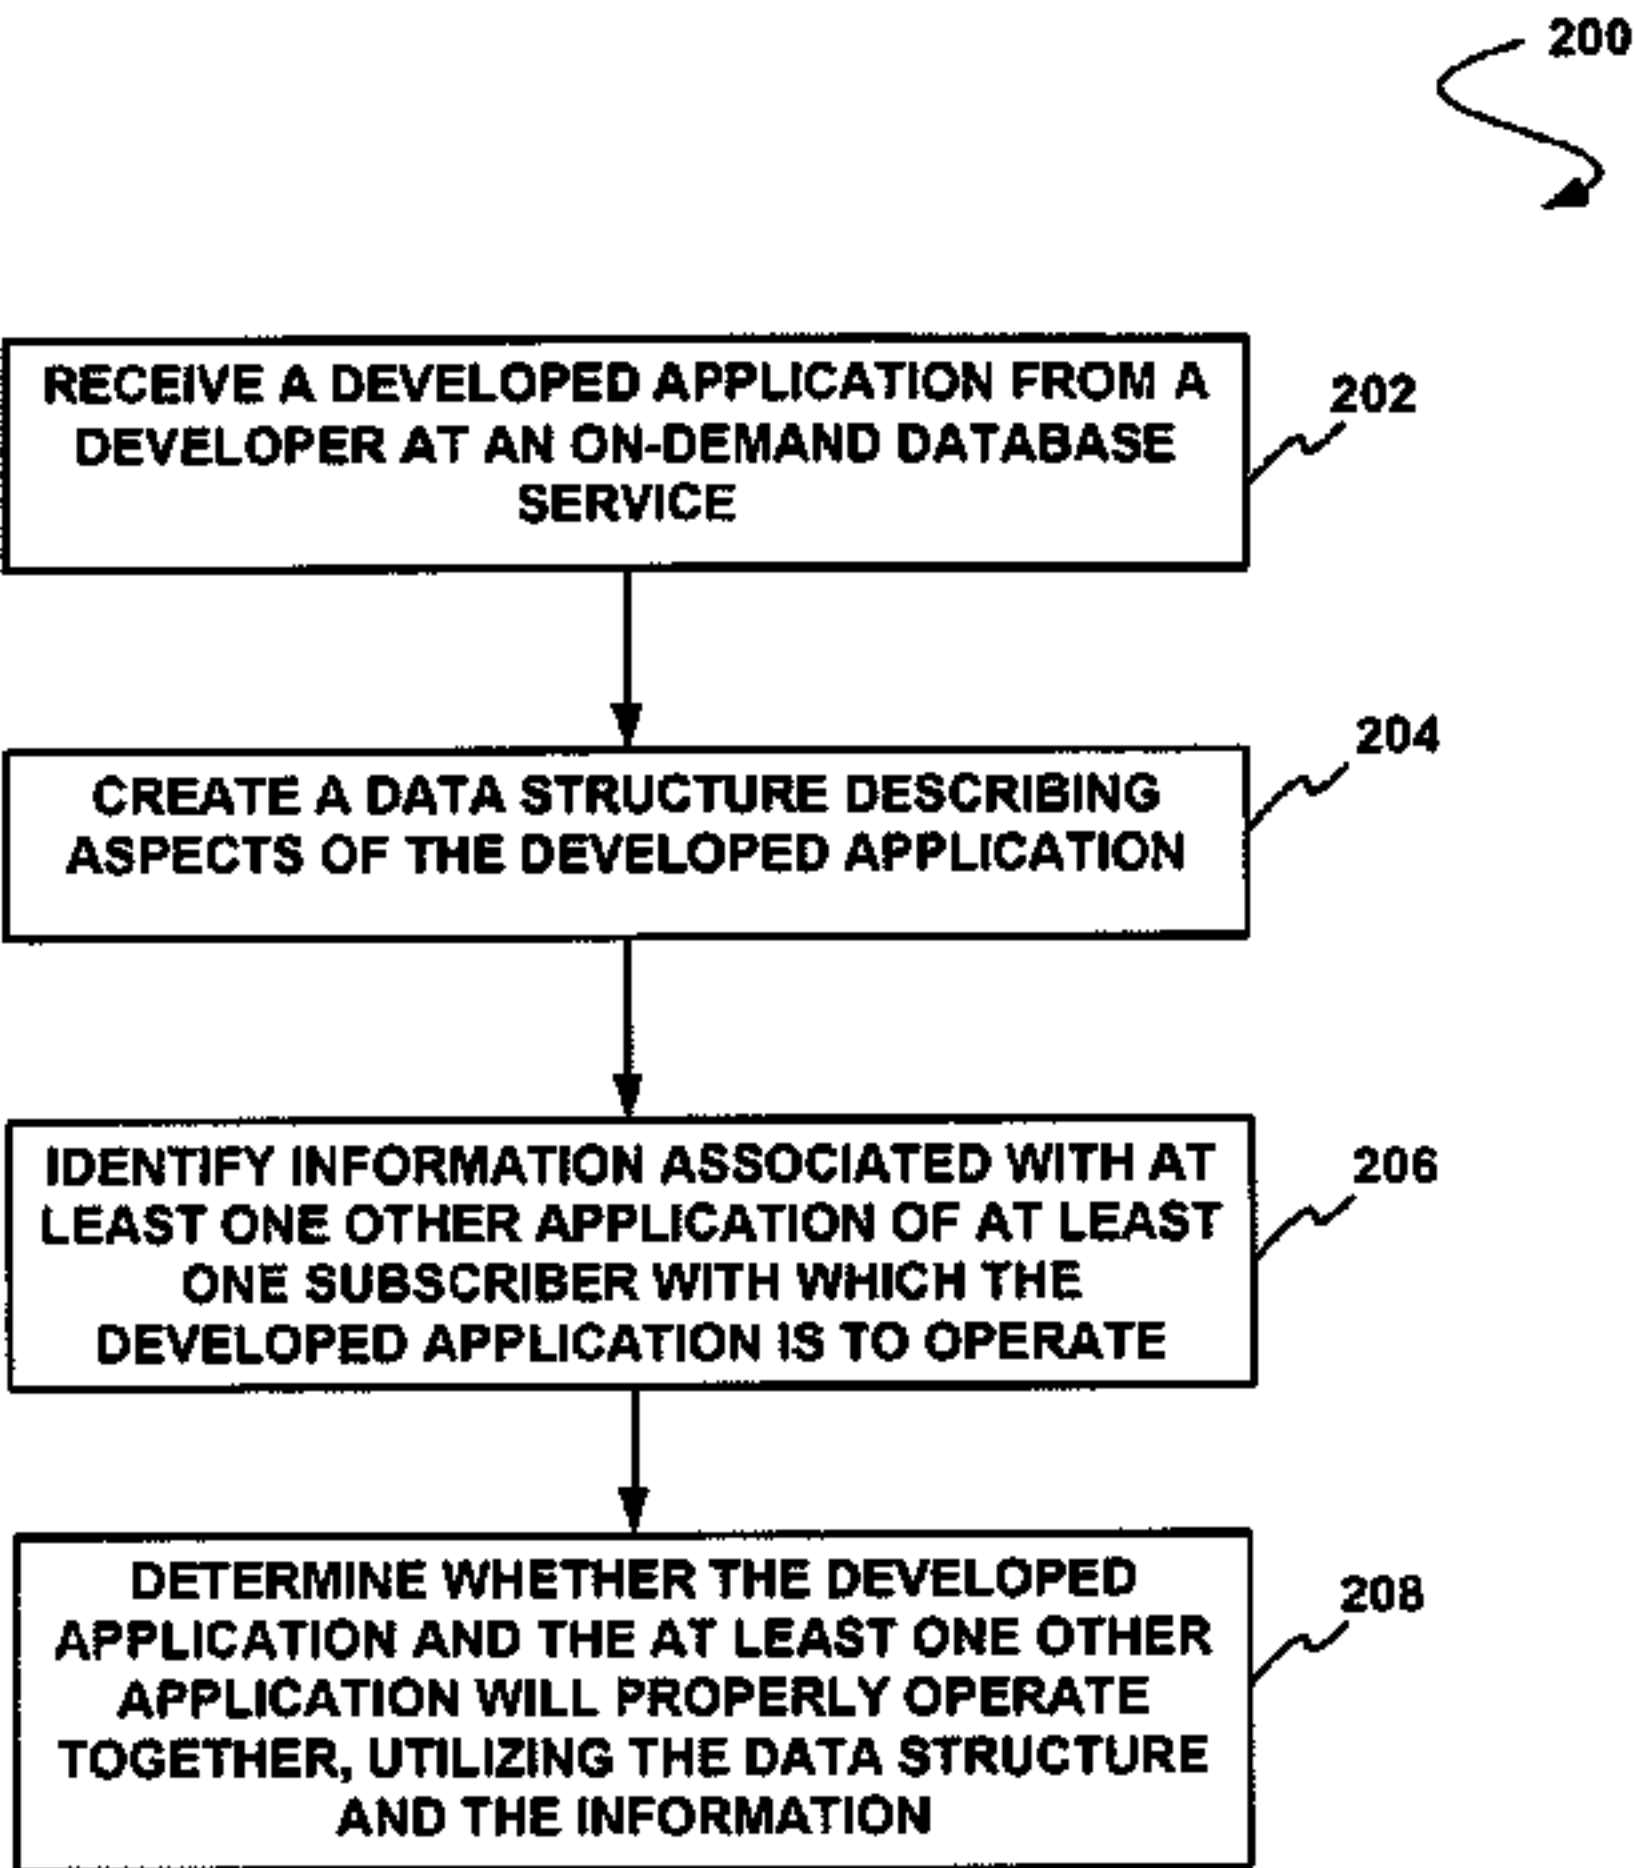 200
RECEIVE A DEVELOPED APPLICATION FROM A
DEVELOPER AT AN ON-DEMAND DATABASE
SERVICE
202
CREATE A DATA STRUCTURE DESCRIBING
ASPECTS OF THE DEVELOPED APPLICATION
204
IDENTIFY INFORMATION ASSOCIATED WITH AT
LEAST ONE OTHER APPLICATION OF AT LEAST
ONE SUBSCRIBER WITH WHICH THE
DEVELOPED APPLICATION IS TO OPERATE
206
DETERMINE WHETHER THE DEVELOPED
APPLICATION AND THE AT LEAST ONE OTHER
APPLICATION WILL PROPERLY OPERATE
TOGETHER, UTILIZING THE DATA STRUCTURE
AND THE INFORMATION
208